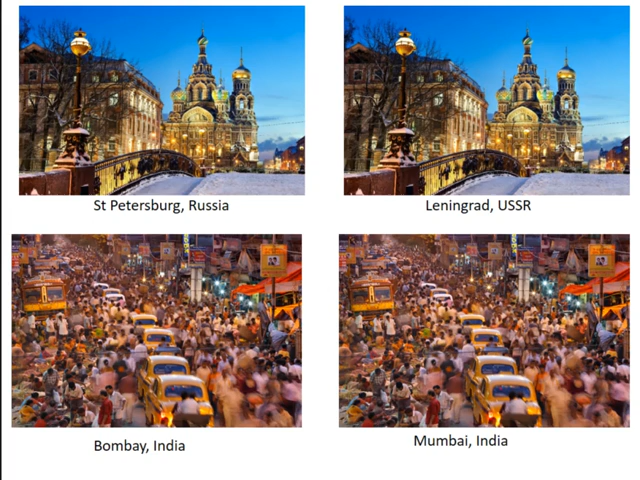 St Petersburg, Russia
Leningrad, USSR
Bombay, India
Mumbai, India